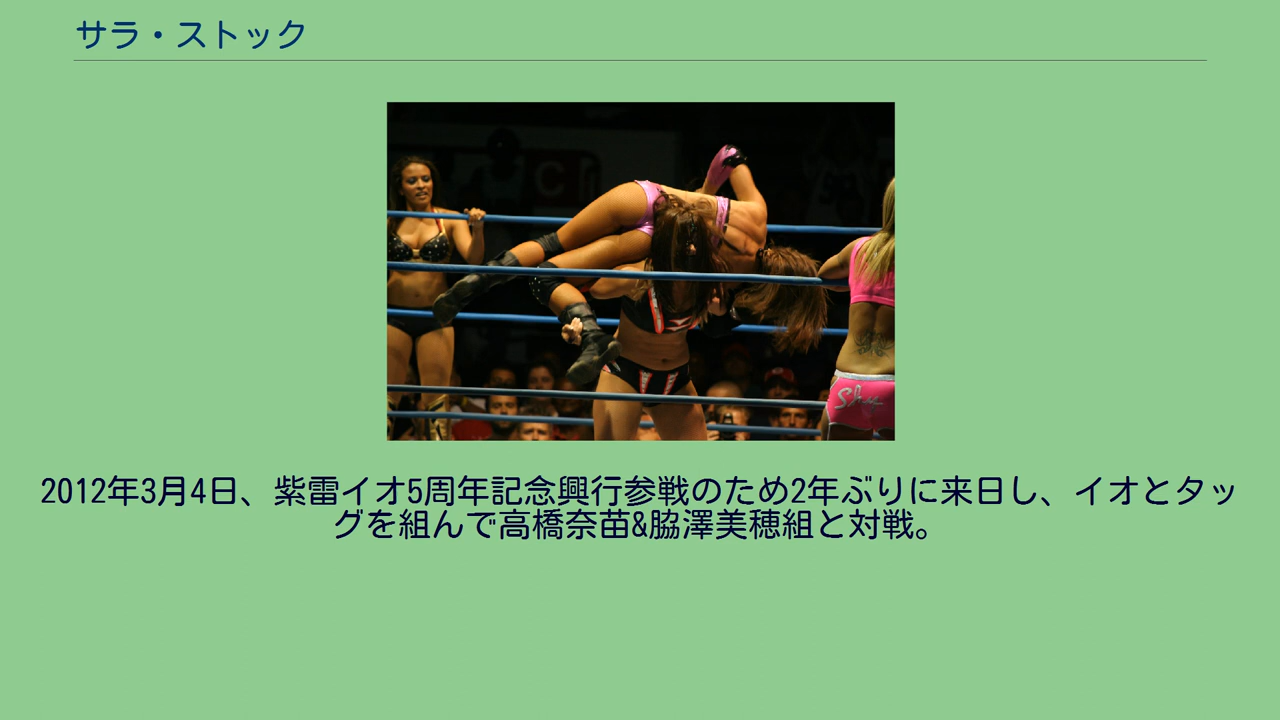 サラ・ストック
2012年3月4日、紫雷イオ5周年記念興行参戦のため2年ぶりに来日し、イオとタッ
グを組んで高橋奈苗&脇澤美穂組と対戦。